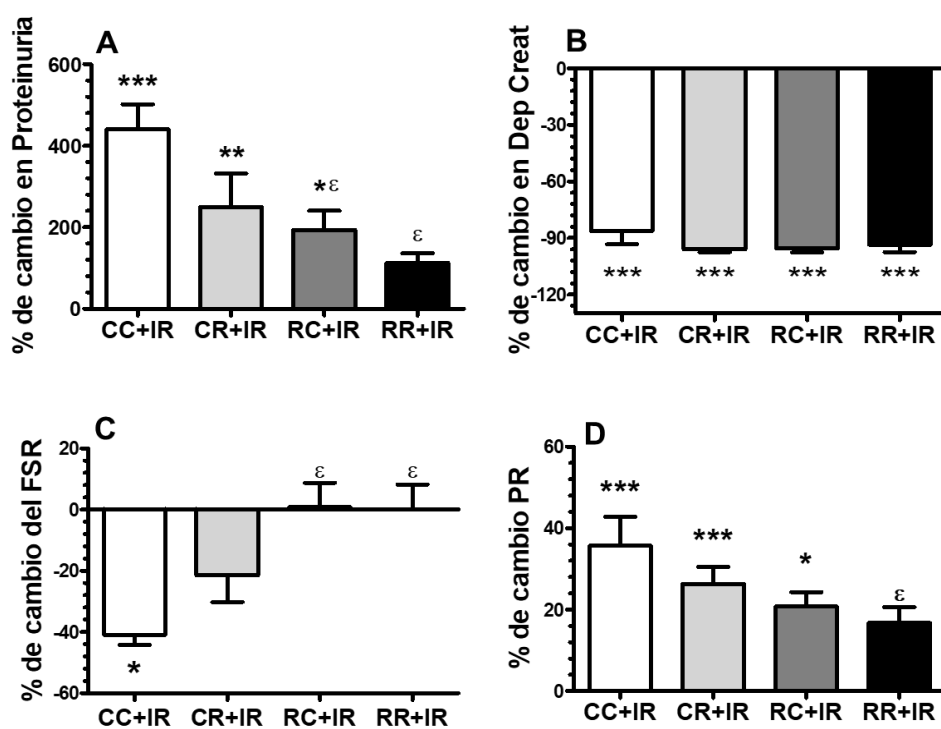 A
% de cambio en Proteinuria
600
400
200
0
***
**
*ε
ε
CC+IR CR+IR RC+IR RR+IR
B
% de cambio en Dep Creat
0
-30
-60
-90
-120
*** *** *** ***
CC+IR CR+IR RC+IR RR+IR
C
% de cambio del FSR
20
0
-20
-40
-60
ε ε
*
CC+IR CR+IR RC+IR RR+IR
D
% de cambio PR
60
40
20
0
***
***
*
ε
CC+IR CR+IR RC+IR RR+IR